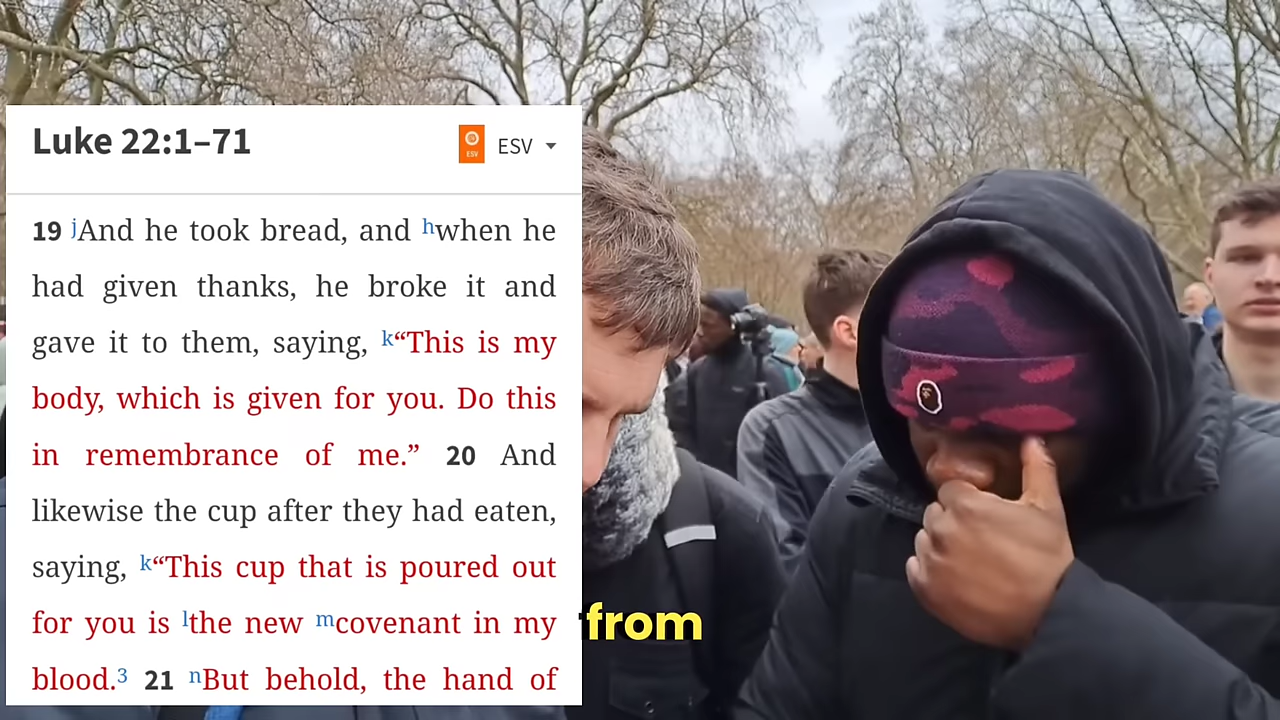 Luke 22:1–71
ESV
ESV
19 jAnd he took bread, and hwhen he
had given thanks, he broke it and
gave it to them, saying, k“This is my
body, which is given for you. Do this
in remembrance of me.” 20 And
likewise the cup after they had eaten,
saying, k“This cup that is poured out
for you is lthe new mcovenant in my
blood.3 21 nBut behold, the hand of
from